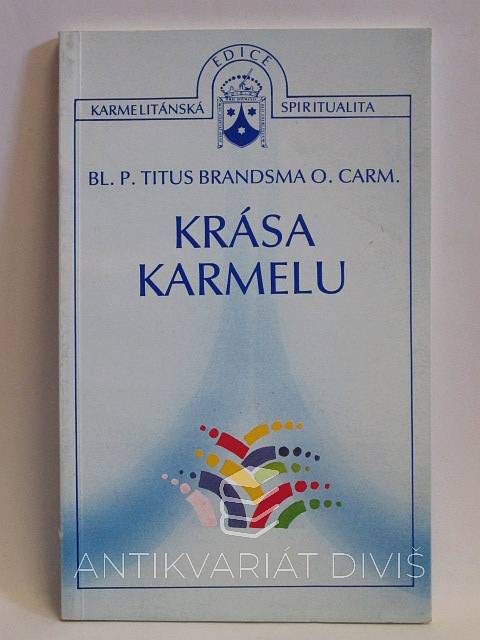 EDICE
KARMELITÁNSKÁ SPIRITUALITA
BL. P. TITUS BRANDSMA O. CARM.
KRÁSA
KARMELU
ANTIKVARIÁT DIVIŠ